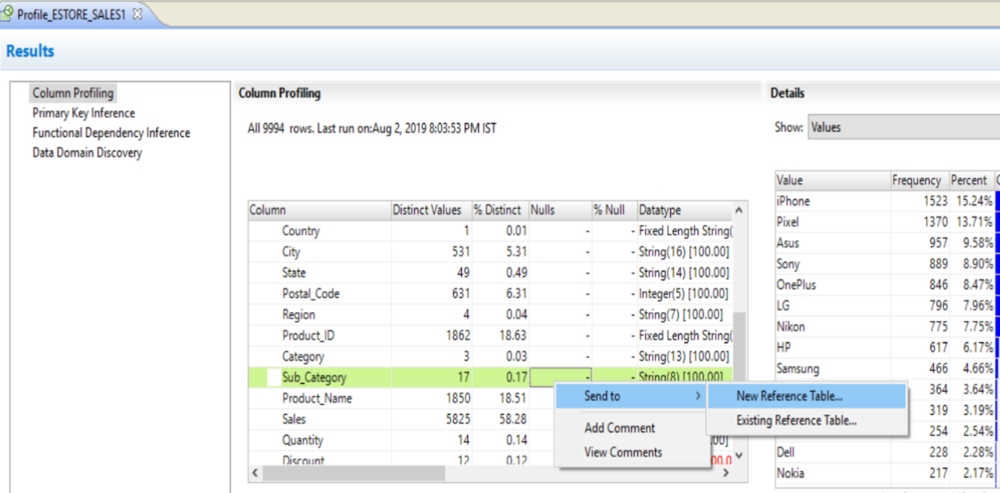 Profile_ESTORE_SALES1
Results
Column Profiling
Primary Key Inference
Functional Dependency Inference
Data Domain Discovery
Column Profiling
All 9994 rows. Last run on:Aug 2, 2019 8:03:53 PM IST
Column Distinct Values % Distinct Nulls % Null Datatype
Country 1 0.01 - - Fixed Length String(
City 531 5.31 - - String(16) [100.00]
State 49 0.49 - - String(14) [100.00]
Postal_Code 631 6.31 - - Integer(5) [100.00]
Region 4 0.04 - - String(7) [100.00]
Product_ID 1862 18.63 - - Fixed Length String(
Category 3 0.03 - - String(13) [100.00]
Sub_Category 17 0.17 - - String(8) [100.00]
Product_Name 1850 18.51
Sales 5825 58.28
Quantity 14 0.14 .00]
Discount 12 0.12 00.0
Send to
Add Comment
View Comments
New Reference Table...
Existing Reference Table...
Details
Show: Values
Value Frequency Percent
iPhone 1523 15.24%
Pixel 1370 13.71%
Asus 957 9.58%
Sony 889 8.90%
OnePlus 846 8.47%
LG 796 7.96%
Nikon 775 7.75%
HP 617 6.17%
Samsung 466 4.66%
364 3.64%
319 3.19%
254 2.54%
Dell 228 2.28%
Nokia 217 2.17%